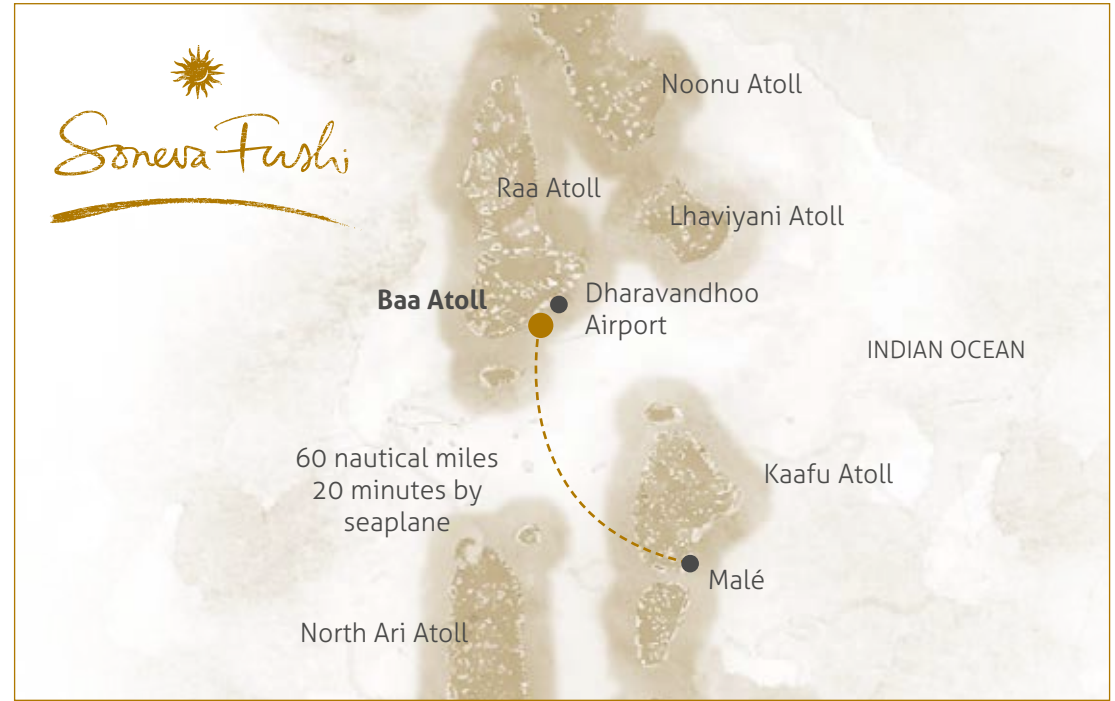 Soneva Fushi
Noonu Atoll
Raa Atoll
Lhaviyani Atoll
Baa Atoll
Dharavandhoo
Airport
INDIAN OCEAN
60 nautical miles
20 minutes by
seaplane
Kaafu Atoll
Malé
North Ari Atoll